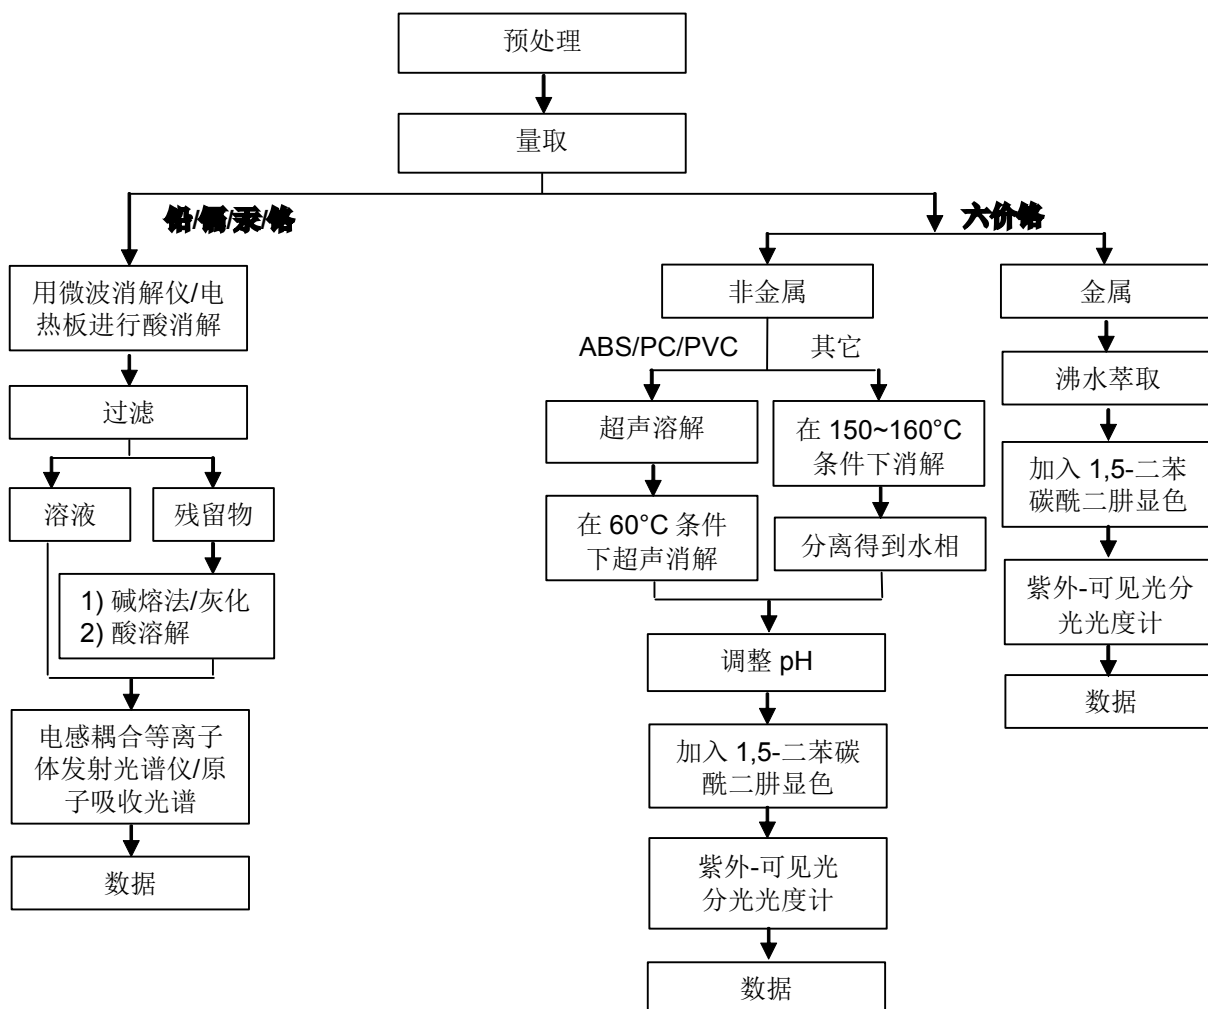 预处理
量取
铅/镉/汞/铬
六价铬
用微波消解仪/电
热板进行酸消解
过滤
溶液
残留物
1) 碱熔法/灰化
2) 酸溶解
电感耦合等离子
体发射光谱仪/原
子吸收光谱
数据
非金属
ABS/PC/PVC
其它
超声溶解
在 60°C 条件
下超声消解
在 150~160°C
条件下消解
分离得到水相
调整 pH
加入 1,5-二苯碳
酰二肼显色
紫外-可见光
分光光度计
数据
金属
沸水萃取
加入 1,5-二苯
碳酰二肼显色
紫外-可见光分
光光度计
数据